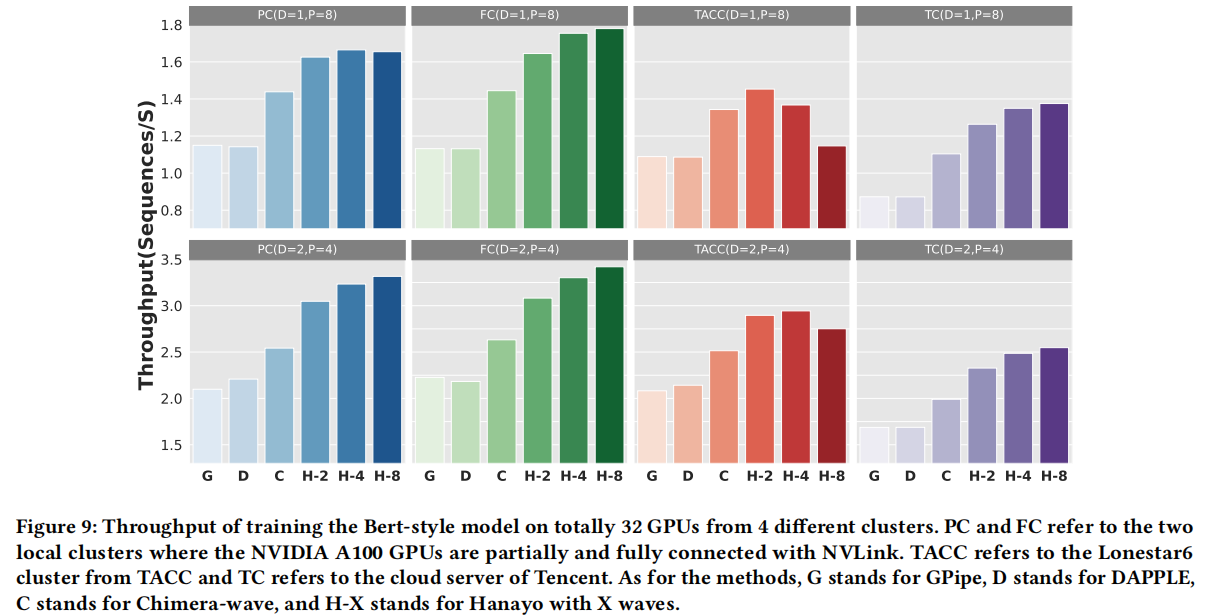 PC(D=1,P=8) FC(D=1,P=8) TACC(D=1,P=8) TC(D=1,P=8)
1.8
1.6
1.4
1.2
1.0
0.8
Throughput(Sequences/S)
PC(D=2,P=4) FC(D=2,P=4) TACC(D=2,P=4) TC(D=2,P=4)
3.5
3.0
2.5
2.0
1.5
G D C H-2 H-4 H-8 G D C H-2 H-4 H-8 G D C H-2 H-4 H-8 G D C H-2 H-4 H-8
Figure 9: Throughput of training the Bert-style model on totally 32 GPUs from 4 different clusters. PC and FC refer to the two
local clusters where the NVIDIA A100 GPUs are partially and fully connected with NVLink. TACC refers to the Lonestar6
cluster from TACC and TC refers to the cloud server of Tencent. As for the methods, G stands for GPipe, D stands for DAPPLE,
C stands for Chimera-wave, and H-X stands for Hanayo with X waves.